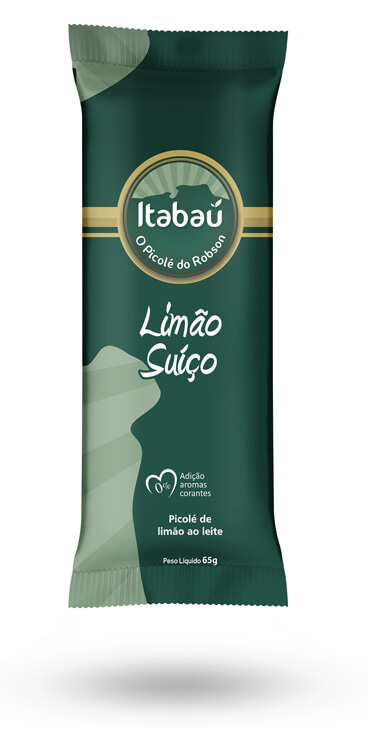 Itabaú
O Picolé do Robson
Limão
Suíço
0%
Adição
aromas
corantes
Picolé de
limão ao leite
Peso Líquido 65g